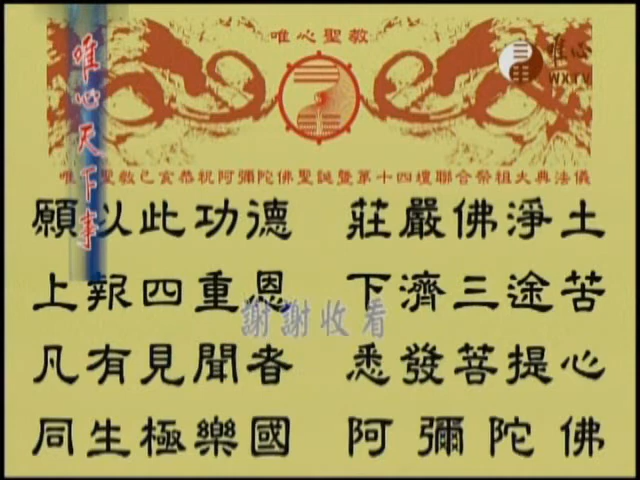 唯心聖教
唯心
WXTV
唯心天下事
唯心聖教己亥恭祝阿彌陀佛聖誕暨第十四壇聯合祭祖大典法儀
願以此功德 莊嚴佛淨土
上報四重恩 下濟三途苦
謝謝收看
凡有見聞者 悉發菩提心
同生極樂國 阿彌陀佛